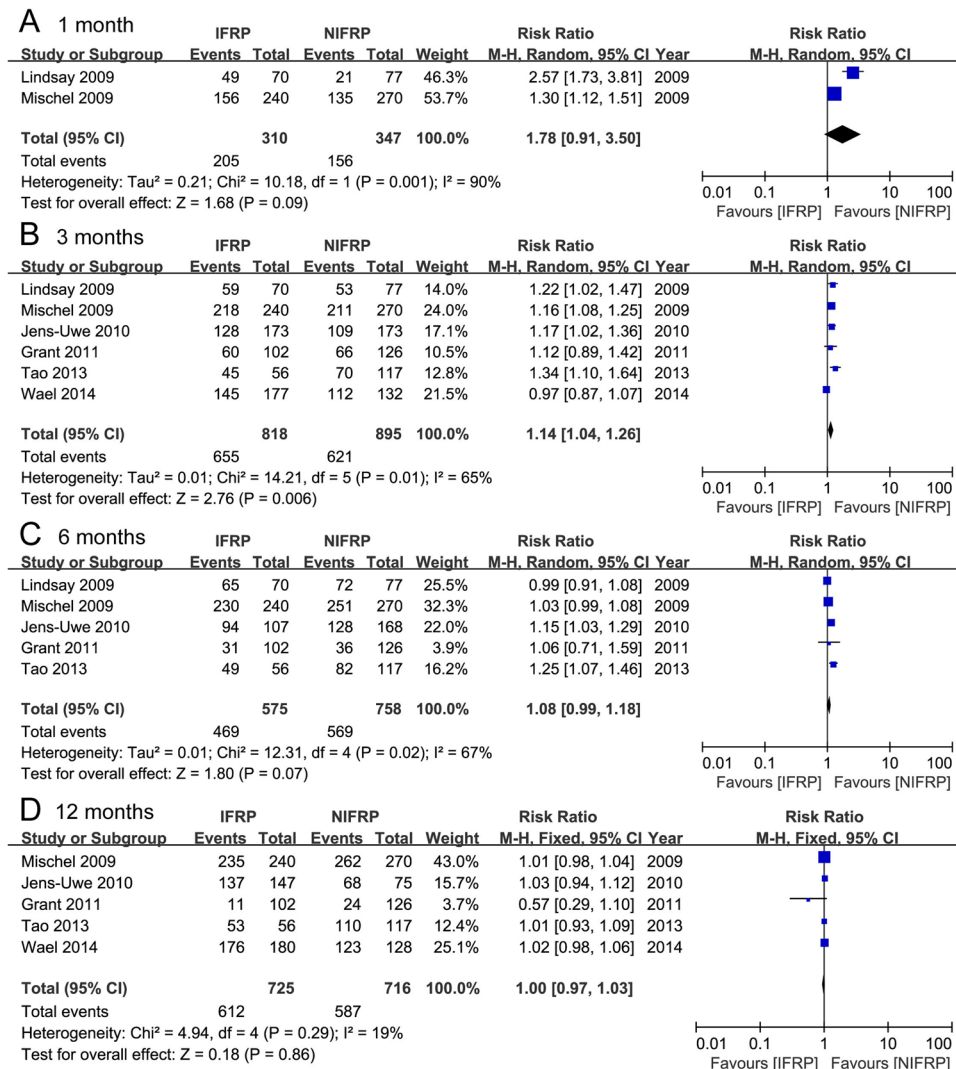 A 1 month
IFRP NIFRP Risk Ratio Risk Ratio
Study or Subgroup Events Total Events Total Weight M-H, Random, 95% CI Year M-H, Random, 95% CI
Lindsay 2009 49 70 21 77 46.3% 2.57 [1.73, 3.81] 2009
Mischel 2009 156 240 135 270 53.7% 1.30 [1.12, 1.51] 2009
Total (95% CI) 310 347 100.0% 1.78 [0.91, 3.50]
Total events 205 156
Heterogeneity: Tau² = 0.21; Chi² = 10.18, df = 1 (P = 0.001); I² = 90%
Test for overall effect: Z = 1.68 (P = 0.09)
0.01 0.1 1 10 100
Favours [IFRP] Favours [NIFRP]
B 3 months
IFRP NIFRP Risk Ratio Risk Ratio
Study or Subgroup Events Total Events Total Weight M-H, Random, 95% CI Year M-H, Random, 95% CI
Lindsay 2009 59 70 53 77 14.0% 1.22 [1.02, 1.47] 2009
Mischel 2009 218 240 211 270 24.0% 1.16 [1.08, 1.25] 2009
Jens-Uwe 2010 128 173 109 173 17.1% 1.17 [1.02, 1.36] 2010
Grant 2011 60 102 66 126 10.5% 1.12 [0.89, 1.42] 2011
Tao 2013 45 56 70 117 12.8% 1.34 [1.10, 1.64] 2013
Wael 2014 145 177 112 132 21.5% 0.97 [0.87, 1.07] 2014
Total (95% CI) 818 895 100.0% 1.14 [1.04, 1.26]
Total events 655 621
Heterogeneity: Tau² = 0.01; Chi² = 14.21, df = 5 (P = 0.01); I² = 65%
Test for overall effect: Z = 2.76 (P = 0.006)
0.01 0.1 1 10 100
Favours [IFRP] Favours [NIFRP]
C 6 months
IFRP NIFRP Risk Ratio Risk Ratio
Study or Subgroup Events Total Events Total Weight M-H, Random, 95% CI Year M-H, Random, 95% CI
Lindsay 2009 65 70 72 77 25.5% 0.99 [0.91, 1.08] 2009
Mischel 2009 230 240 251 270 32.3% 1.03 [0.99, 1.08] 2009
Jens-Uwe 2010 94 107 128 168 22.0% 1.15 [1.03, 1.29] 2010
Grant 2011 31 102 36 126 3.9% 1.06 [0.71, 1.59] 2011
Tao 2013 49 56 82 117 16.2% 1.25 [1.07, 1.46] 2013
Total (95% CI) 575 758 100.0% 1.08 [0.99, 1.18]
Total events 469 569
Heterogeneity: Tau² = 0.01; Chi² = 12.31, df = 4 (P = 0.02); I² = 67%
Test for overall effect: Z = 1.80 (P = 0.07)
0.01 0.1 1 10 100
Favours [IFRP] Favours [NIFRP]
D 12 months
IFRP NIFRP Risk Ratio Risk Ratio
Study or Subgroup Events Total Events Total Weight M-H, Fixed, 95% CI Year M-H, Fixed, 95% CI
Mischel 2009 235 240 262 270 43.0% 1.01 [0.98, 1.04] 2009
Jens-Uwe 2010 137 147 68 75 15.7% 1.03 [0.94, 1.12] 2010
Grant 2011 11 102 24 126 3.7% 0.57 [0.29, 1.10] 2011
Tao 2013 53 56 110 117 12.4% 1.01 [0.93, 1.09] 2013
Wael 2014 176 180 123 128 25.1% 1.02 [0.98, 1.06] 2014
Total (95% CI) 725 716 100.0% 1.00 [0.97, 1.03]
Total events 612 587
Heterogeneity: Chi² = 4.94, df = 4 (P = 0.29); I² = 19%
Test for overall effect: Z = 0.18 (P = 0.86)
0.01 0.1 1 10 100
Favours [IFRP] Favours [NIFRP]